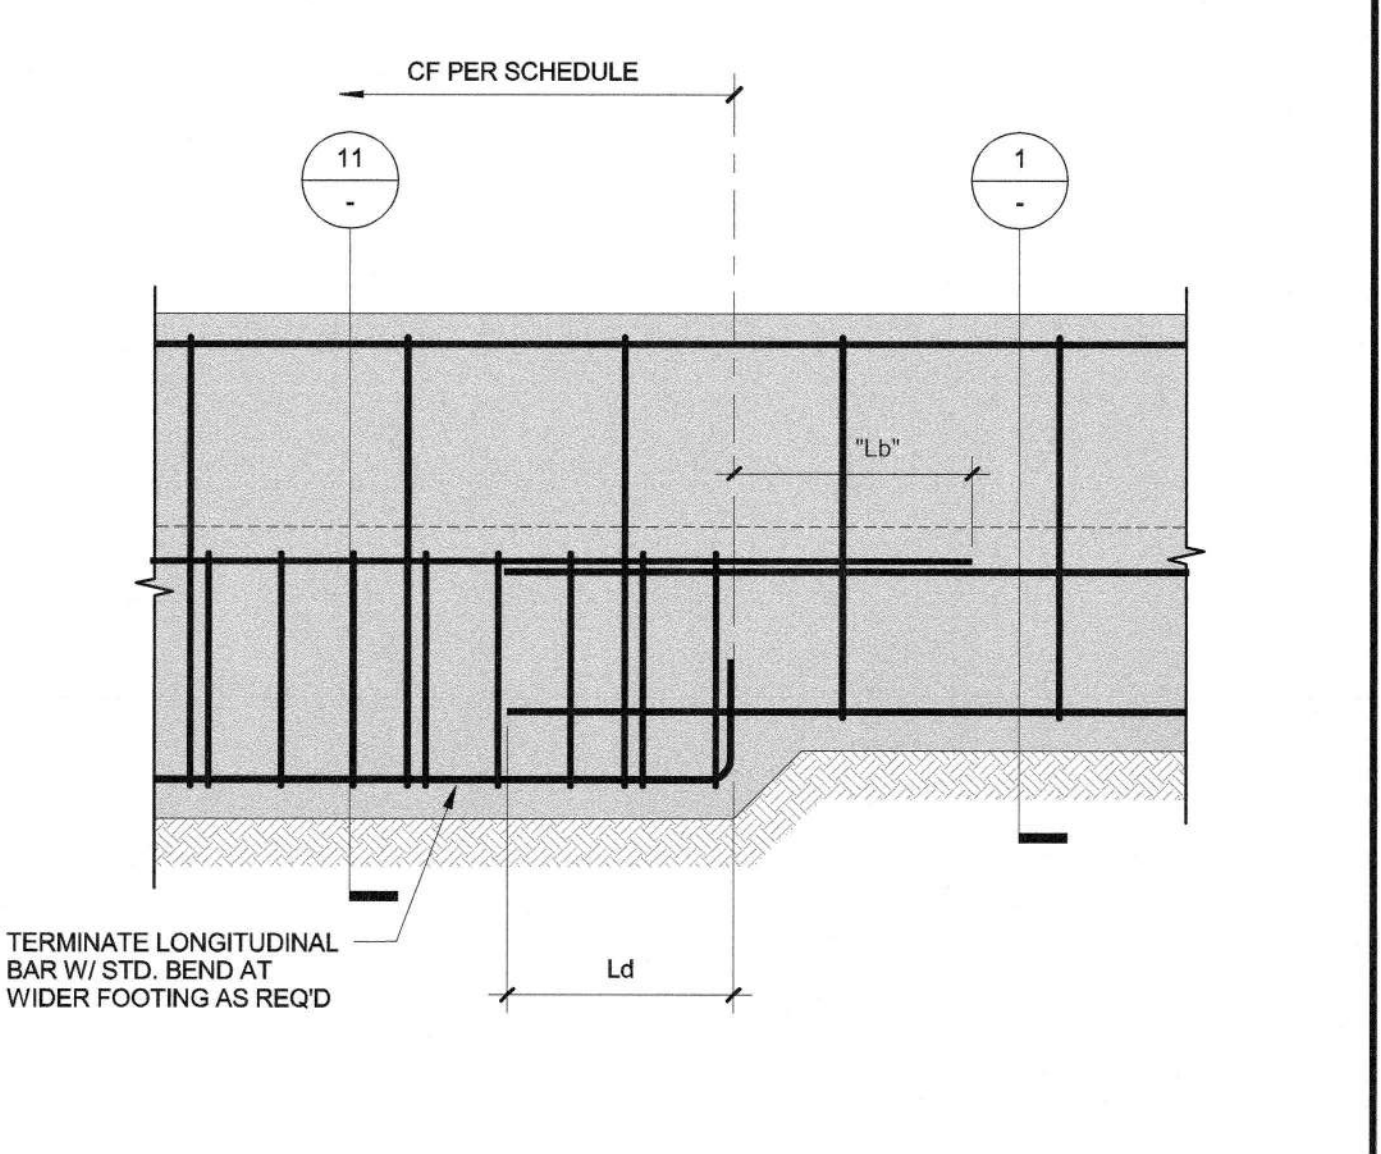 CF PER SCHEDULE
11
-
1
-
"Lb"
TERMINATE LONGITUDINAL
BAR W/ STD. BEND AT
WIDER FOOTING AS REQ'D
Ld